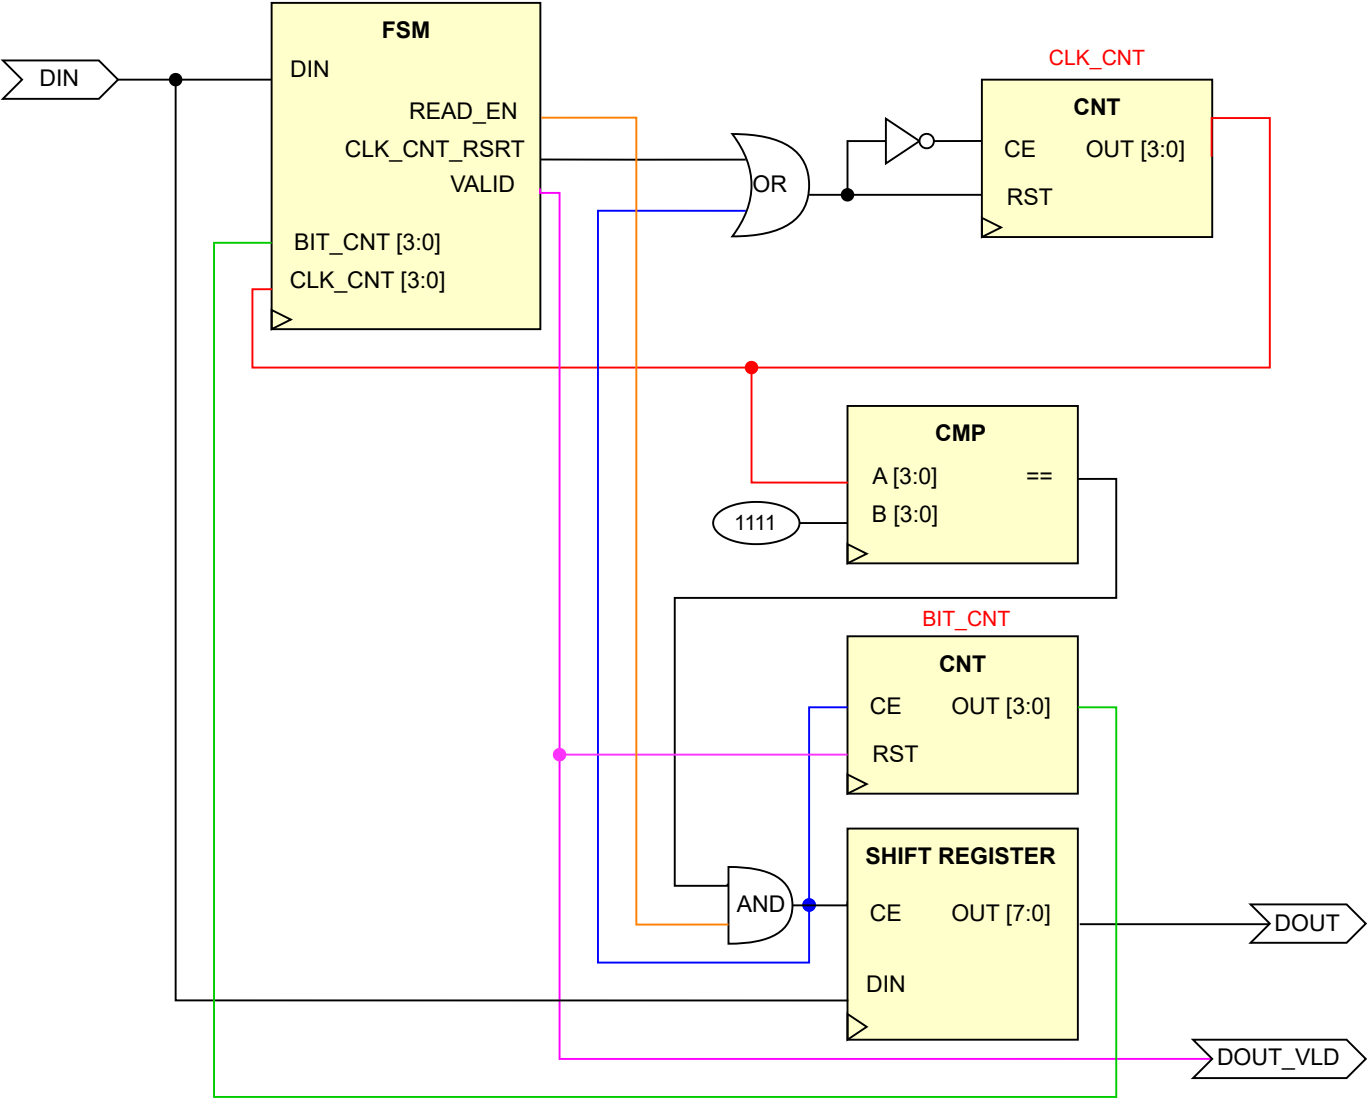 FSM
DIN
DIN
READ_EN
CLK_CNT_RSRT
VALID
BIT_CNT [3:0]
CLK_CNT [3:0]
OR
CLK_CNT
CNT
CE OUT [3:0]
RST
CMP
A [3:0] ==
B [3:0]
1111
BIT_CNT
CNT
CE OUT [3:0]
RST
SHIFT REGISTER
AND
CE OUT [7:0]
DIN
DOUT
DOUT_VLD